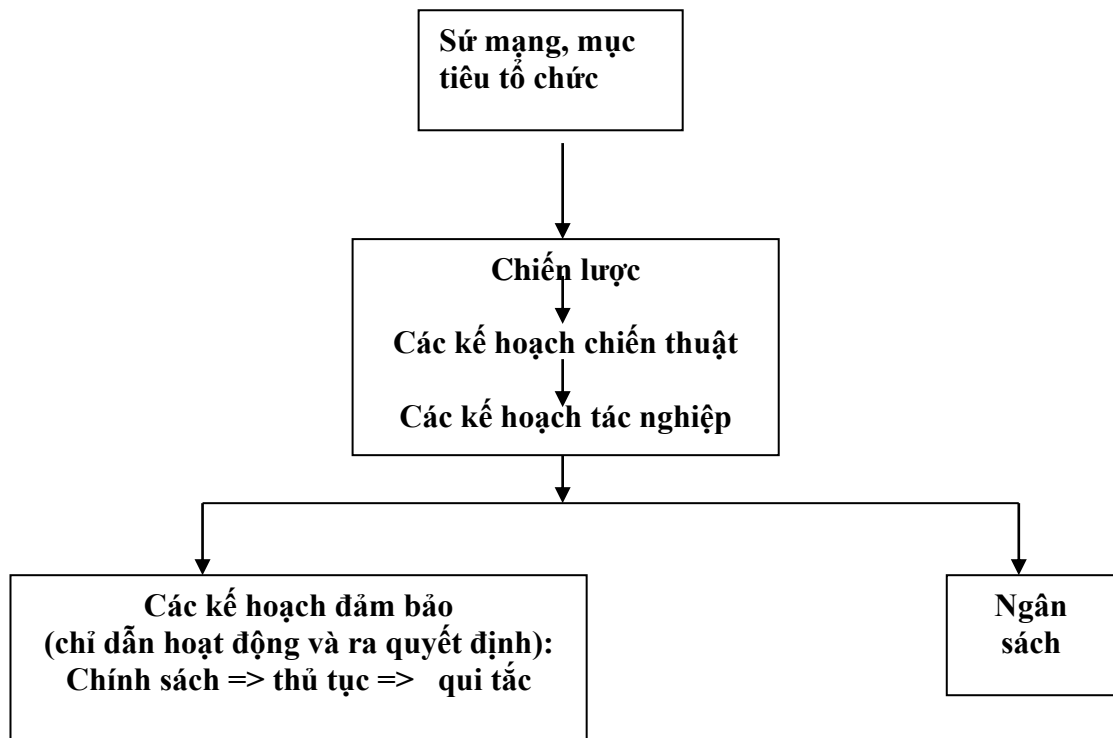 Sứ mạng, mục
tiêu tổ chức
Chiến lược
Các kế hoạch chiến thuật
Các kế hoạch tác nghiệp
Các kế hoạch đảm bảo
(chỉ dẫn hoạt động và ra quyết định):
Chính sách => thủ tục => qui tắc
Ngân
sách